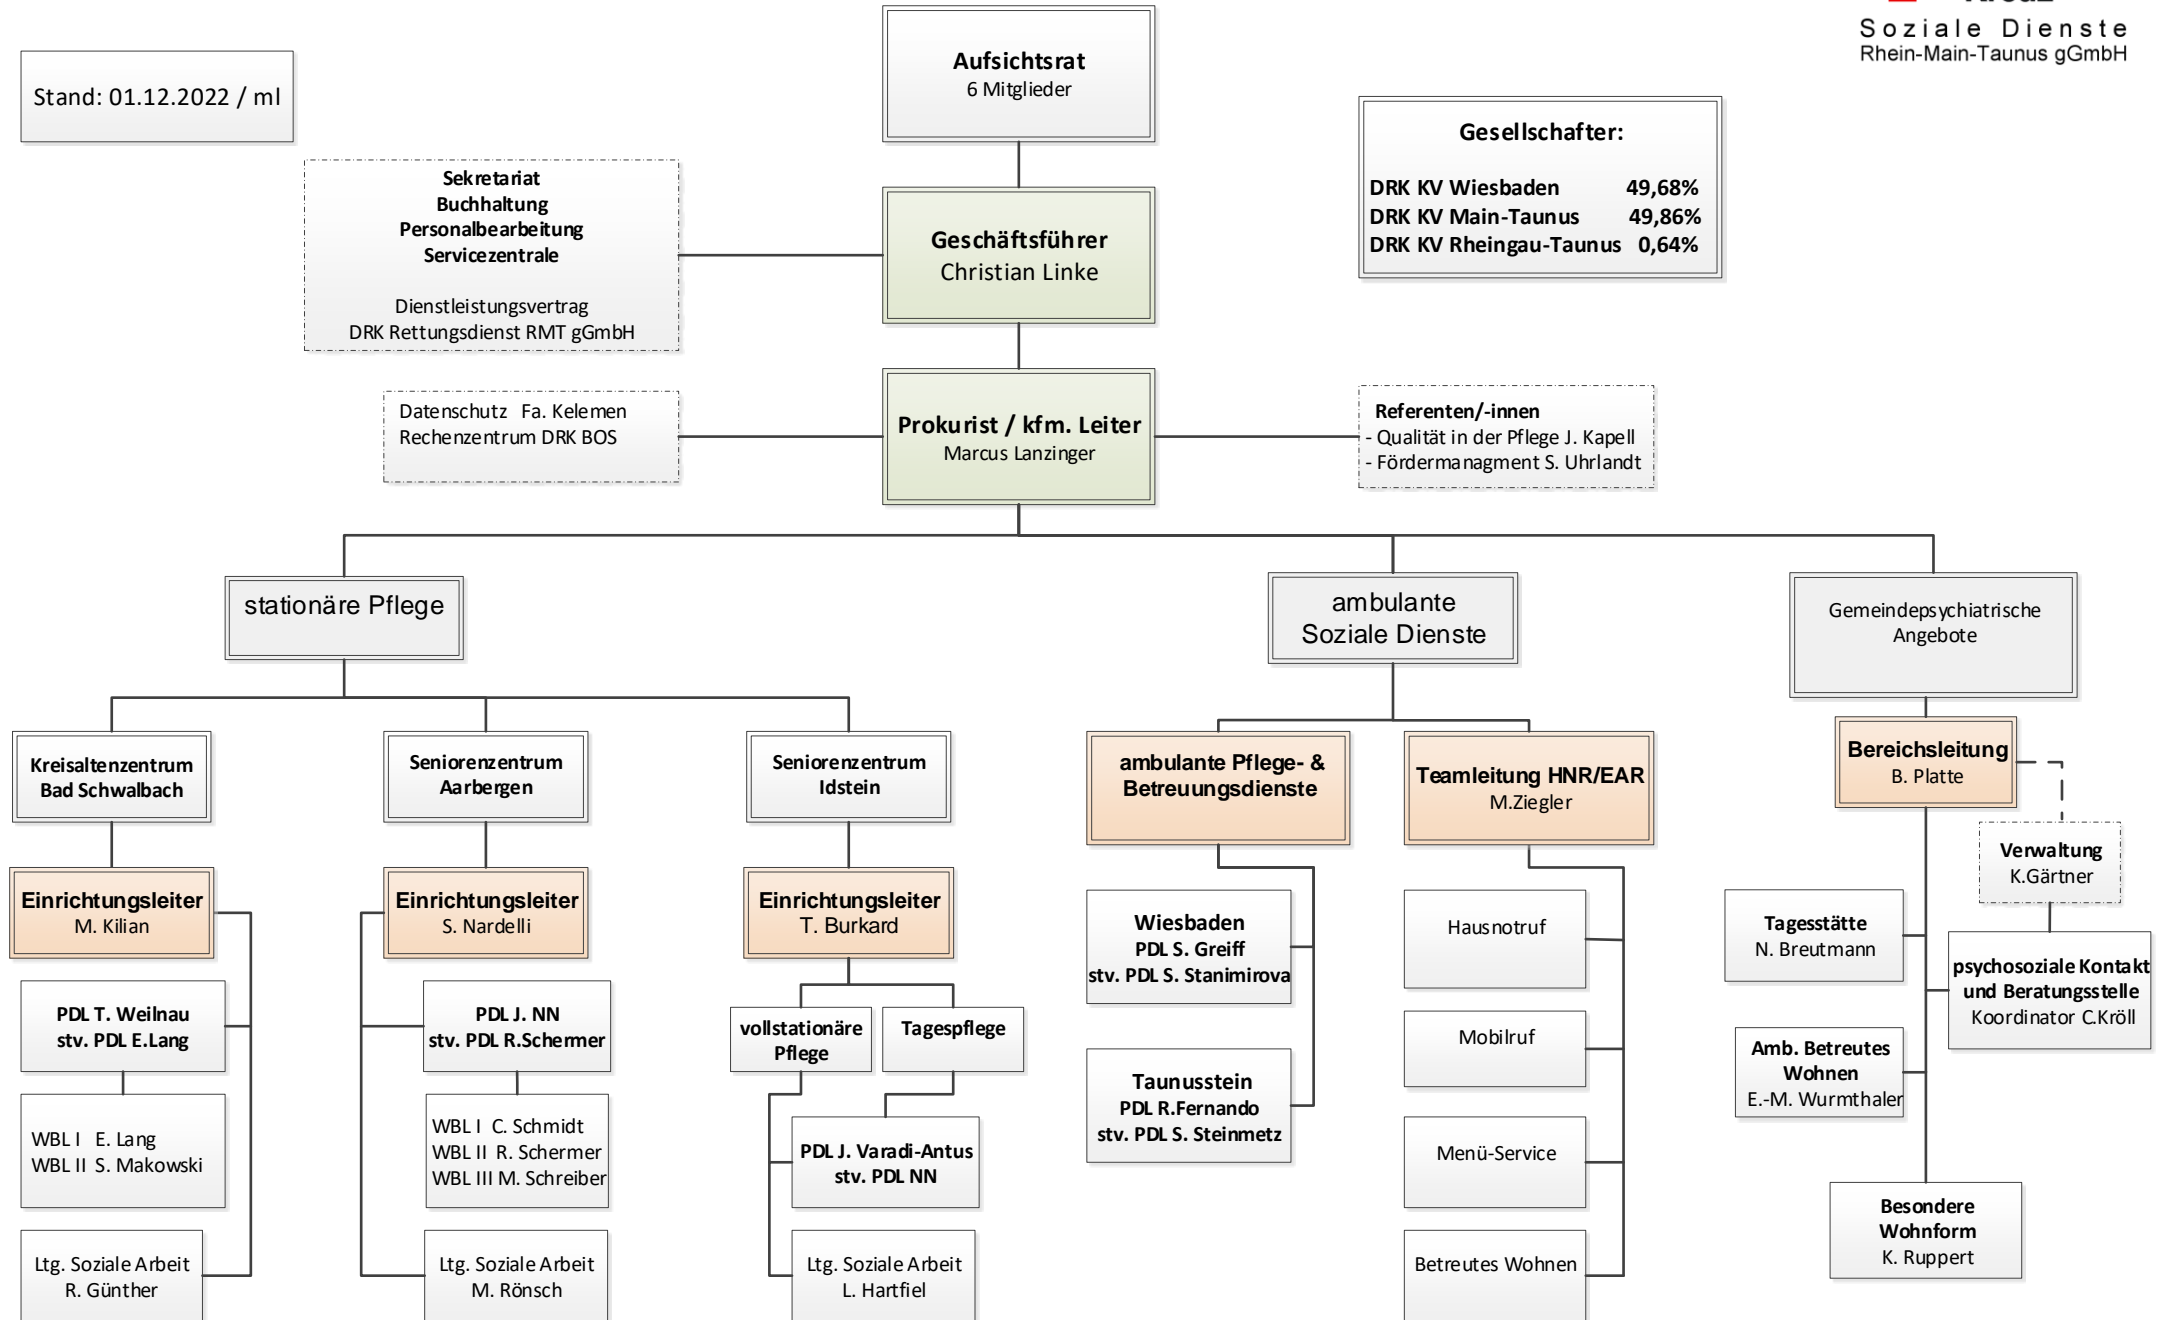 Soziale Dienste
Rhein-Main-Taunus gGmbH
Stand: 01.12.2022 / ml
Aufsichtsrat
6 Mitglieder
Gesellschafter:
DRK KV Wiesbaden 49,68%
DRK KV Main-Taunus 49,86%
DRK KV Rheingau-Taunus 0,64%
Sekretariat
Buchhaltung
Personalbearbeitung
Servicezentrale
Dienstleistungsvertrag
DRK Rettungsdienst RMT gGmbH
Geschäftsführer
Christian Linke
Datenschutz Fa. Kelemen
Rechenzentrum DRK BOS
Prokurist / kfm. Leiter
Marcus Lanzinger
Referenten/-innen
- Qualität in der Pflege J. Kapell
- Fördermanagment S. Uhrlandt
stationäre Pflege
ambulante
Soziale Dienste
Gemeindepsychiatrische
Angebote
Kreisaltenzentrum
Bad Schwalbach
Seniorenzentrum
Aarbergen
Seniorenzentrum
Idstein
ambulante Pflege- &
Betreuungsdienste
Teamleitung HNR/EAR
M.Ziegler
Bereichsleitung
B. Platte
Verwaltung
K.Gärtner
Einrichtungsleiter
M. Kilian
Einrichtungsleiter
S. Nardelli
Einrichtungsleiter
T. Burkard
Wiesbaden
PDL S. Greiff
stv. PDL S. Stanimirova
Hausnotruf
Tagesstätte
N. Breutmann
psychosoziale Kontakt
und Beratungsstelle
Koordinator C.Kröll
PDL T. Weilnau
stv. PDL E.Lang
PDL J. NN
stv. PDL R.Schermer
vollstationäre
Pflege
Tagespflege
Taunusstein
PDL R.Fernando
stv. PDL S. Steinmetz
Mobilruf
Amb. Betreutes
Wohnen
E.-M. Wurmthaler
WBL I E. Lang
WBL II S. Makowski
WBL I C. Schmidt
WBL II R. Schermer
WBL III M. Schreiber
PDL J. Varadi-Antus
stv. PDL NN
Menü-Service
Besondere
Wohnform
K. Ruppert
Ltg. Soziale Arbeit
R. Günther
Ltg. Soziale Arbeit
M. Rönsch
Ltg. Soziale Arbeit
L. Hartfiel
Betreutes Wohnen